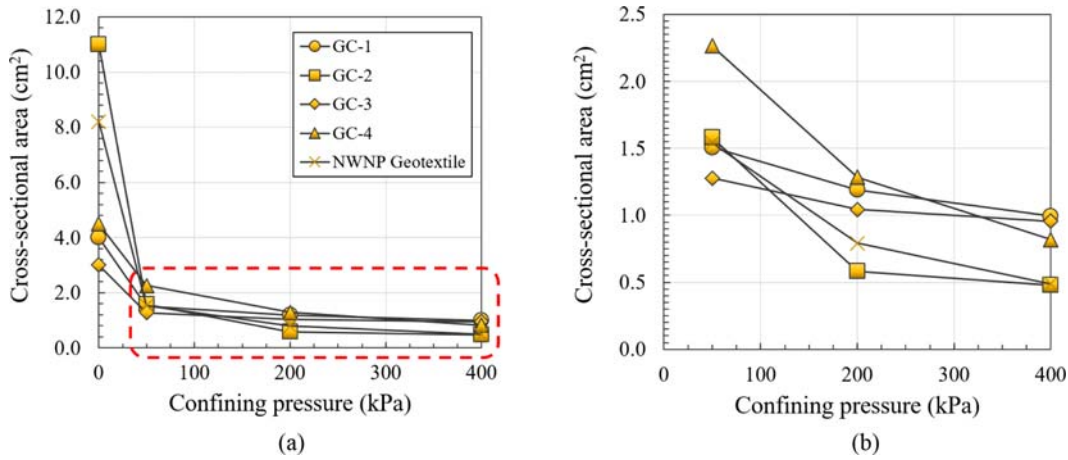 12.0
10.0
8.0
6.0
4.0
2.0
0.0
Cross-sectional area (cm²)
GC-1
GC-2
GC-3
GC-4
NWNP Geotextile
0 100 200 300 400
Confining pressure (kPa)
(a)
2.5
2.0
1.5
1.0
0.5
0.0
Cross-sectional area (cm²)
0 100 200 300 400
Confining pressure (kPa)
(b)